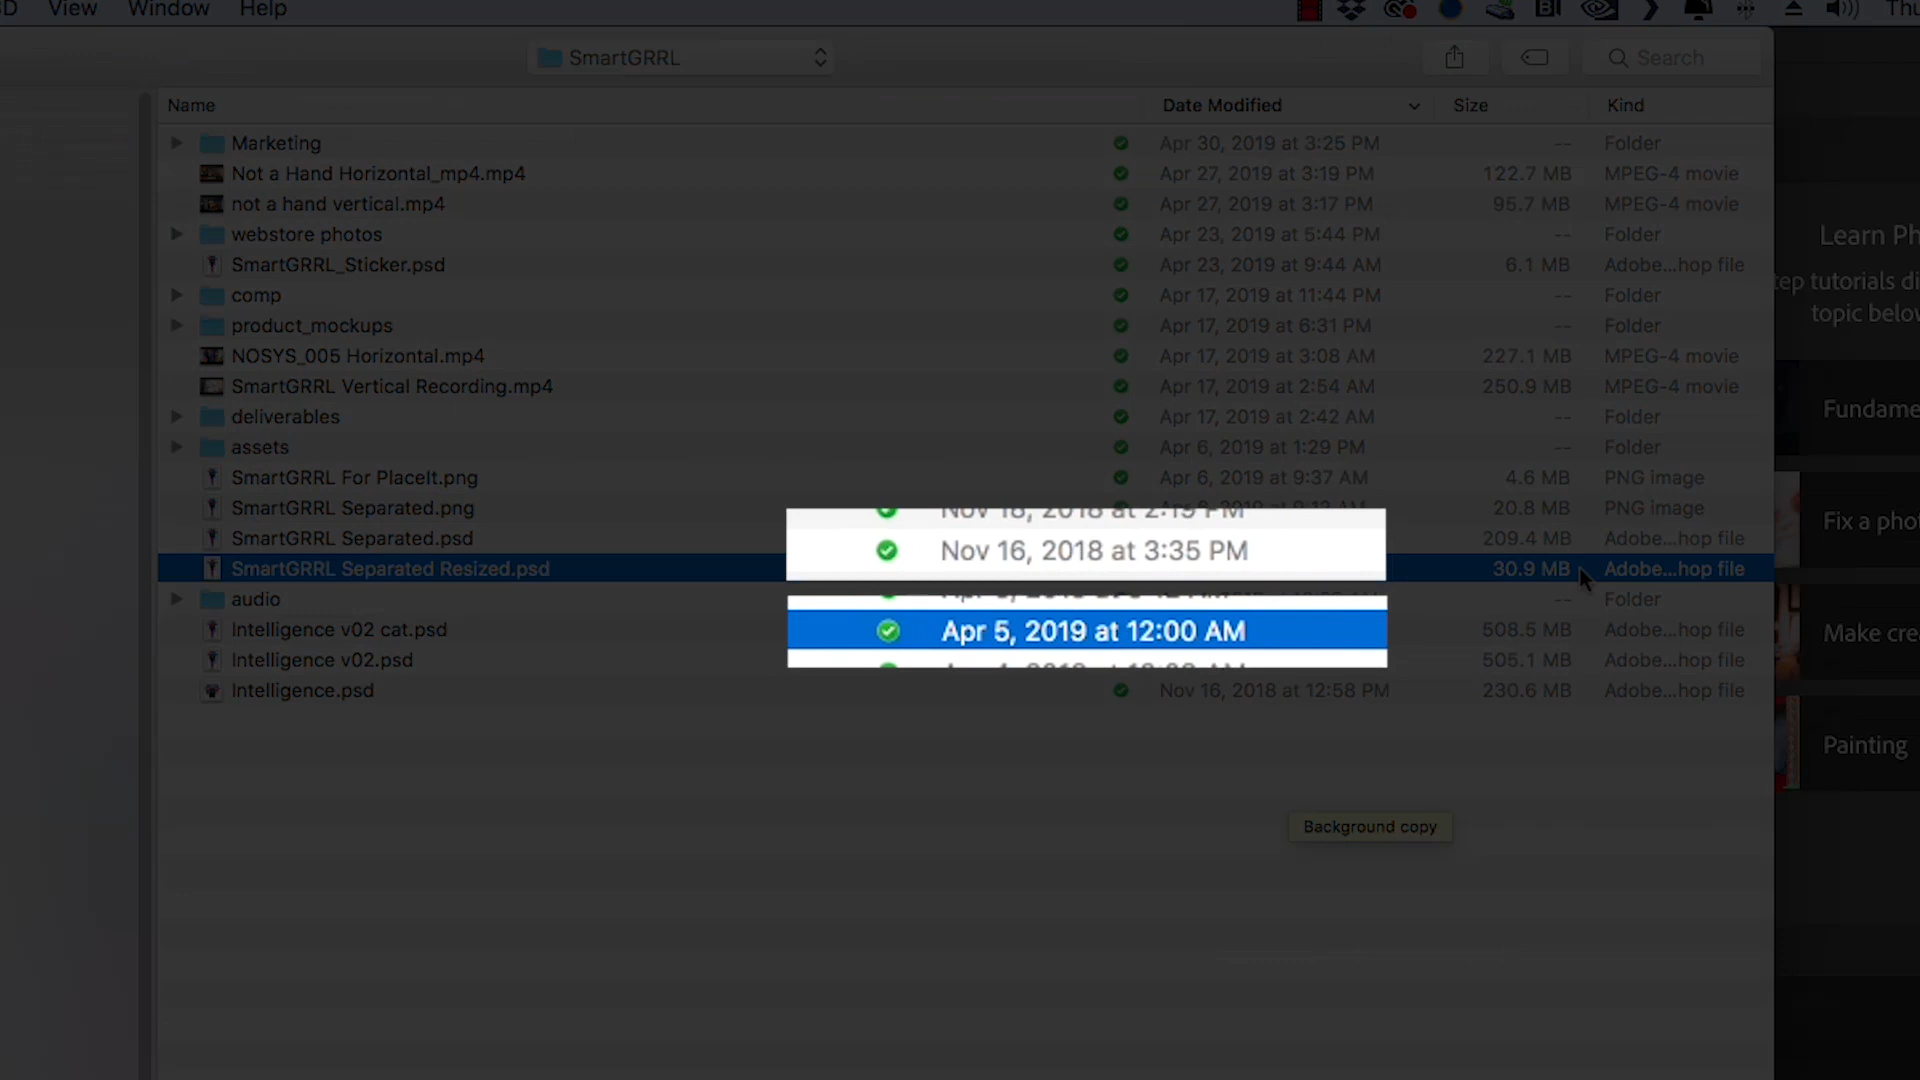 View Window Help
SmartGRRL
Search
Name Date Modified Size Kind
Marketing Apr 30, 2019 at 3:25 PM -- Folder
Not a Hand Horizontal_mp4.mp4 Apr 27, 2019 at 3:19 PM 122.7 MB MPEG-4 movie
not a hand vertical.mp4 Apr 27, 2019 at 3:17 PM 95.7 MB MPEG-4 movie
webstore photos Apr 23, 2019 at 5:44 PM -- Folder
Learn Ph
SmartGRRL_Sticker.psd Apr 23, 2019 at 9:44 AM 6.1 MB Adobe...hop file
tep tutorials di
comp Apr 17, 2019 at 11:44 PM -- Folder
topic below
product_mockups Apr 17, 2019 at 6:31 PM -- Folder
NOSYS_005 Horizontal.mp4 Apr 17, 2019 at 3:08 AM 227.1 MB MPEG-4 movie
SmartGRRL Vertical Recording.mp4 Apr 17, 2019 at 2:54 AM 250.9 MB MPEG-4 movie
deliverables Apr 17, 2019 at 2:42 AM -- Folder
Fundame
assets Apr 6, 2019 at 1:29 PM -- Folder
SmartGRRL For PlaceIt.png Apr 6, 2019 at 9:37 AM 4.6 MB PNG image
SmartGRRL Separated.png 20.8 MB PNG image
Nov 18, 2018 at 2:19 PM
Fix a phot
SmartGRRL Separated.psd 209.4 MB Adobe...hop file
Nov 16, 2018 at 3:35 PM
SmartGRRL Separated Resized.psd 30.9 MB Adobe...hop file
audio -- Folder
Intelligence v02 cat.psd Apr 5, 2019 at 12:00 AM 508.5 MB Adobe...hop file
Make cre
Intelligence v02.psd 505.1 MB Adobe...hop file
Intelligence.psd Nov 16, 2018 at 12:58 PM 230.6 MB Adobe...hop file
Painting
Background copy